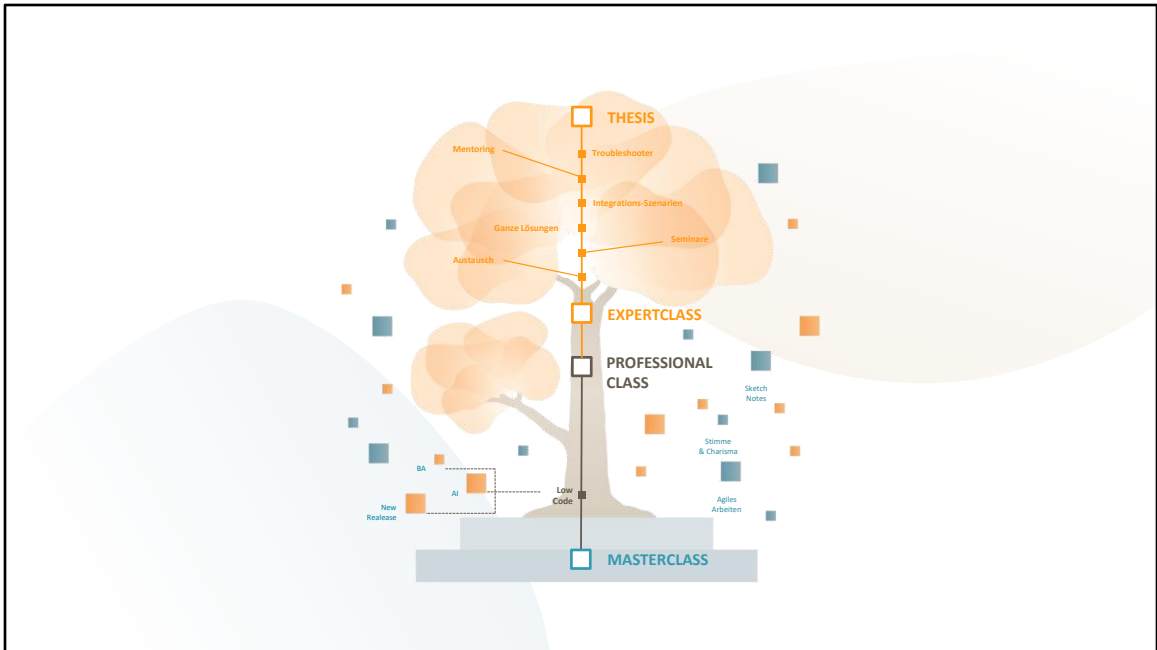 THESIS
Mentoring
Troubleshooter
Integrations-Szenarien
Ganze Lösungen
Seminare
Austausch
EXPERTCLASS
PROFESSIONAL
CLASS
Sketch
Notes
Stimme
& Charisma
BA
AI
Low
Code
Agiles
Arbeiten
New
Realease
MASTERCLASS